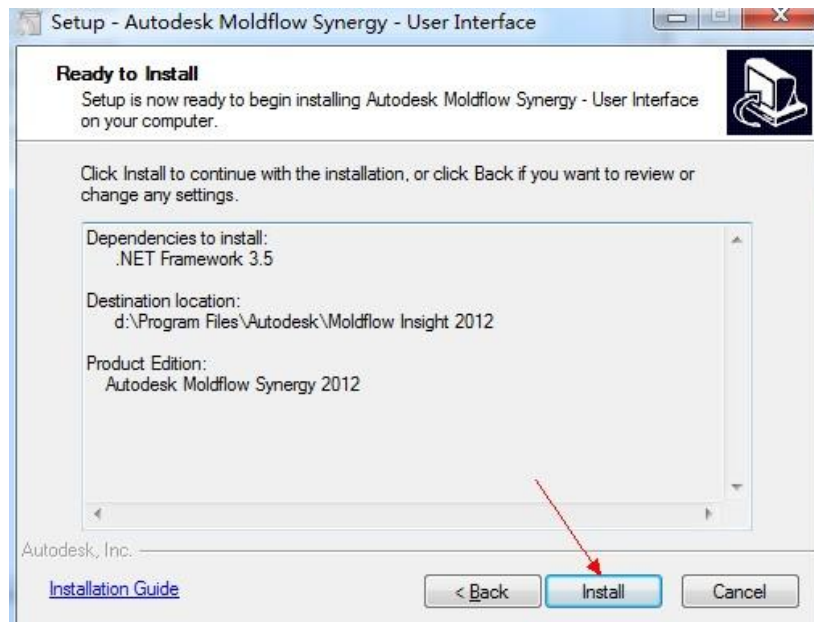 Setup - Autodesk Moldflow Synergy - User Interface
Ready to Install
Setup is now ready to begin installing Autodesk Moldflow Synergy - User Interface
on your computer.
Click Install to continue with the installation, or click Back if you want to review or
change any settings.
Dependencies to install:
.NET Framework 3.5
Destination location:
d:\Program Files\Autodesk\Moldflow Insight 2012
Product Edition:
Autodesk Moldflow Synergy 2012
Autodesk, Inc.
Installation Guide
< Back Install Cancel